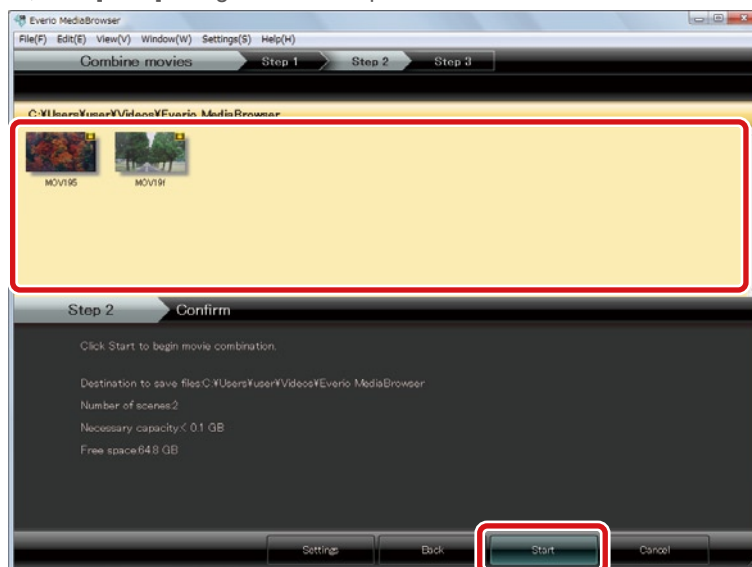 Everio MediaBrowser
File(F) Edit(E) View(V) Window(W) Settings(S) Help(H)
Combine movies Step 1 Step 2 Step 3
C:¥Users¥user¥Videos¥Everio MediaBrowser
MOV195 MOV19f
Step 2 Confirm
Click Start to begin movie combination.
Destination to save files:C:¥Users¥user¥Videos¥Everio MediaBrowser
Number of scenes:2
Necessary capacity:< 0.1 GB
Free space:64.8 GB
Settings Back Start Cancel